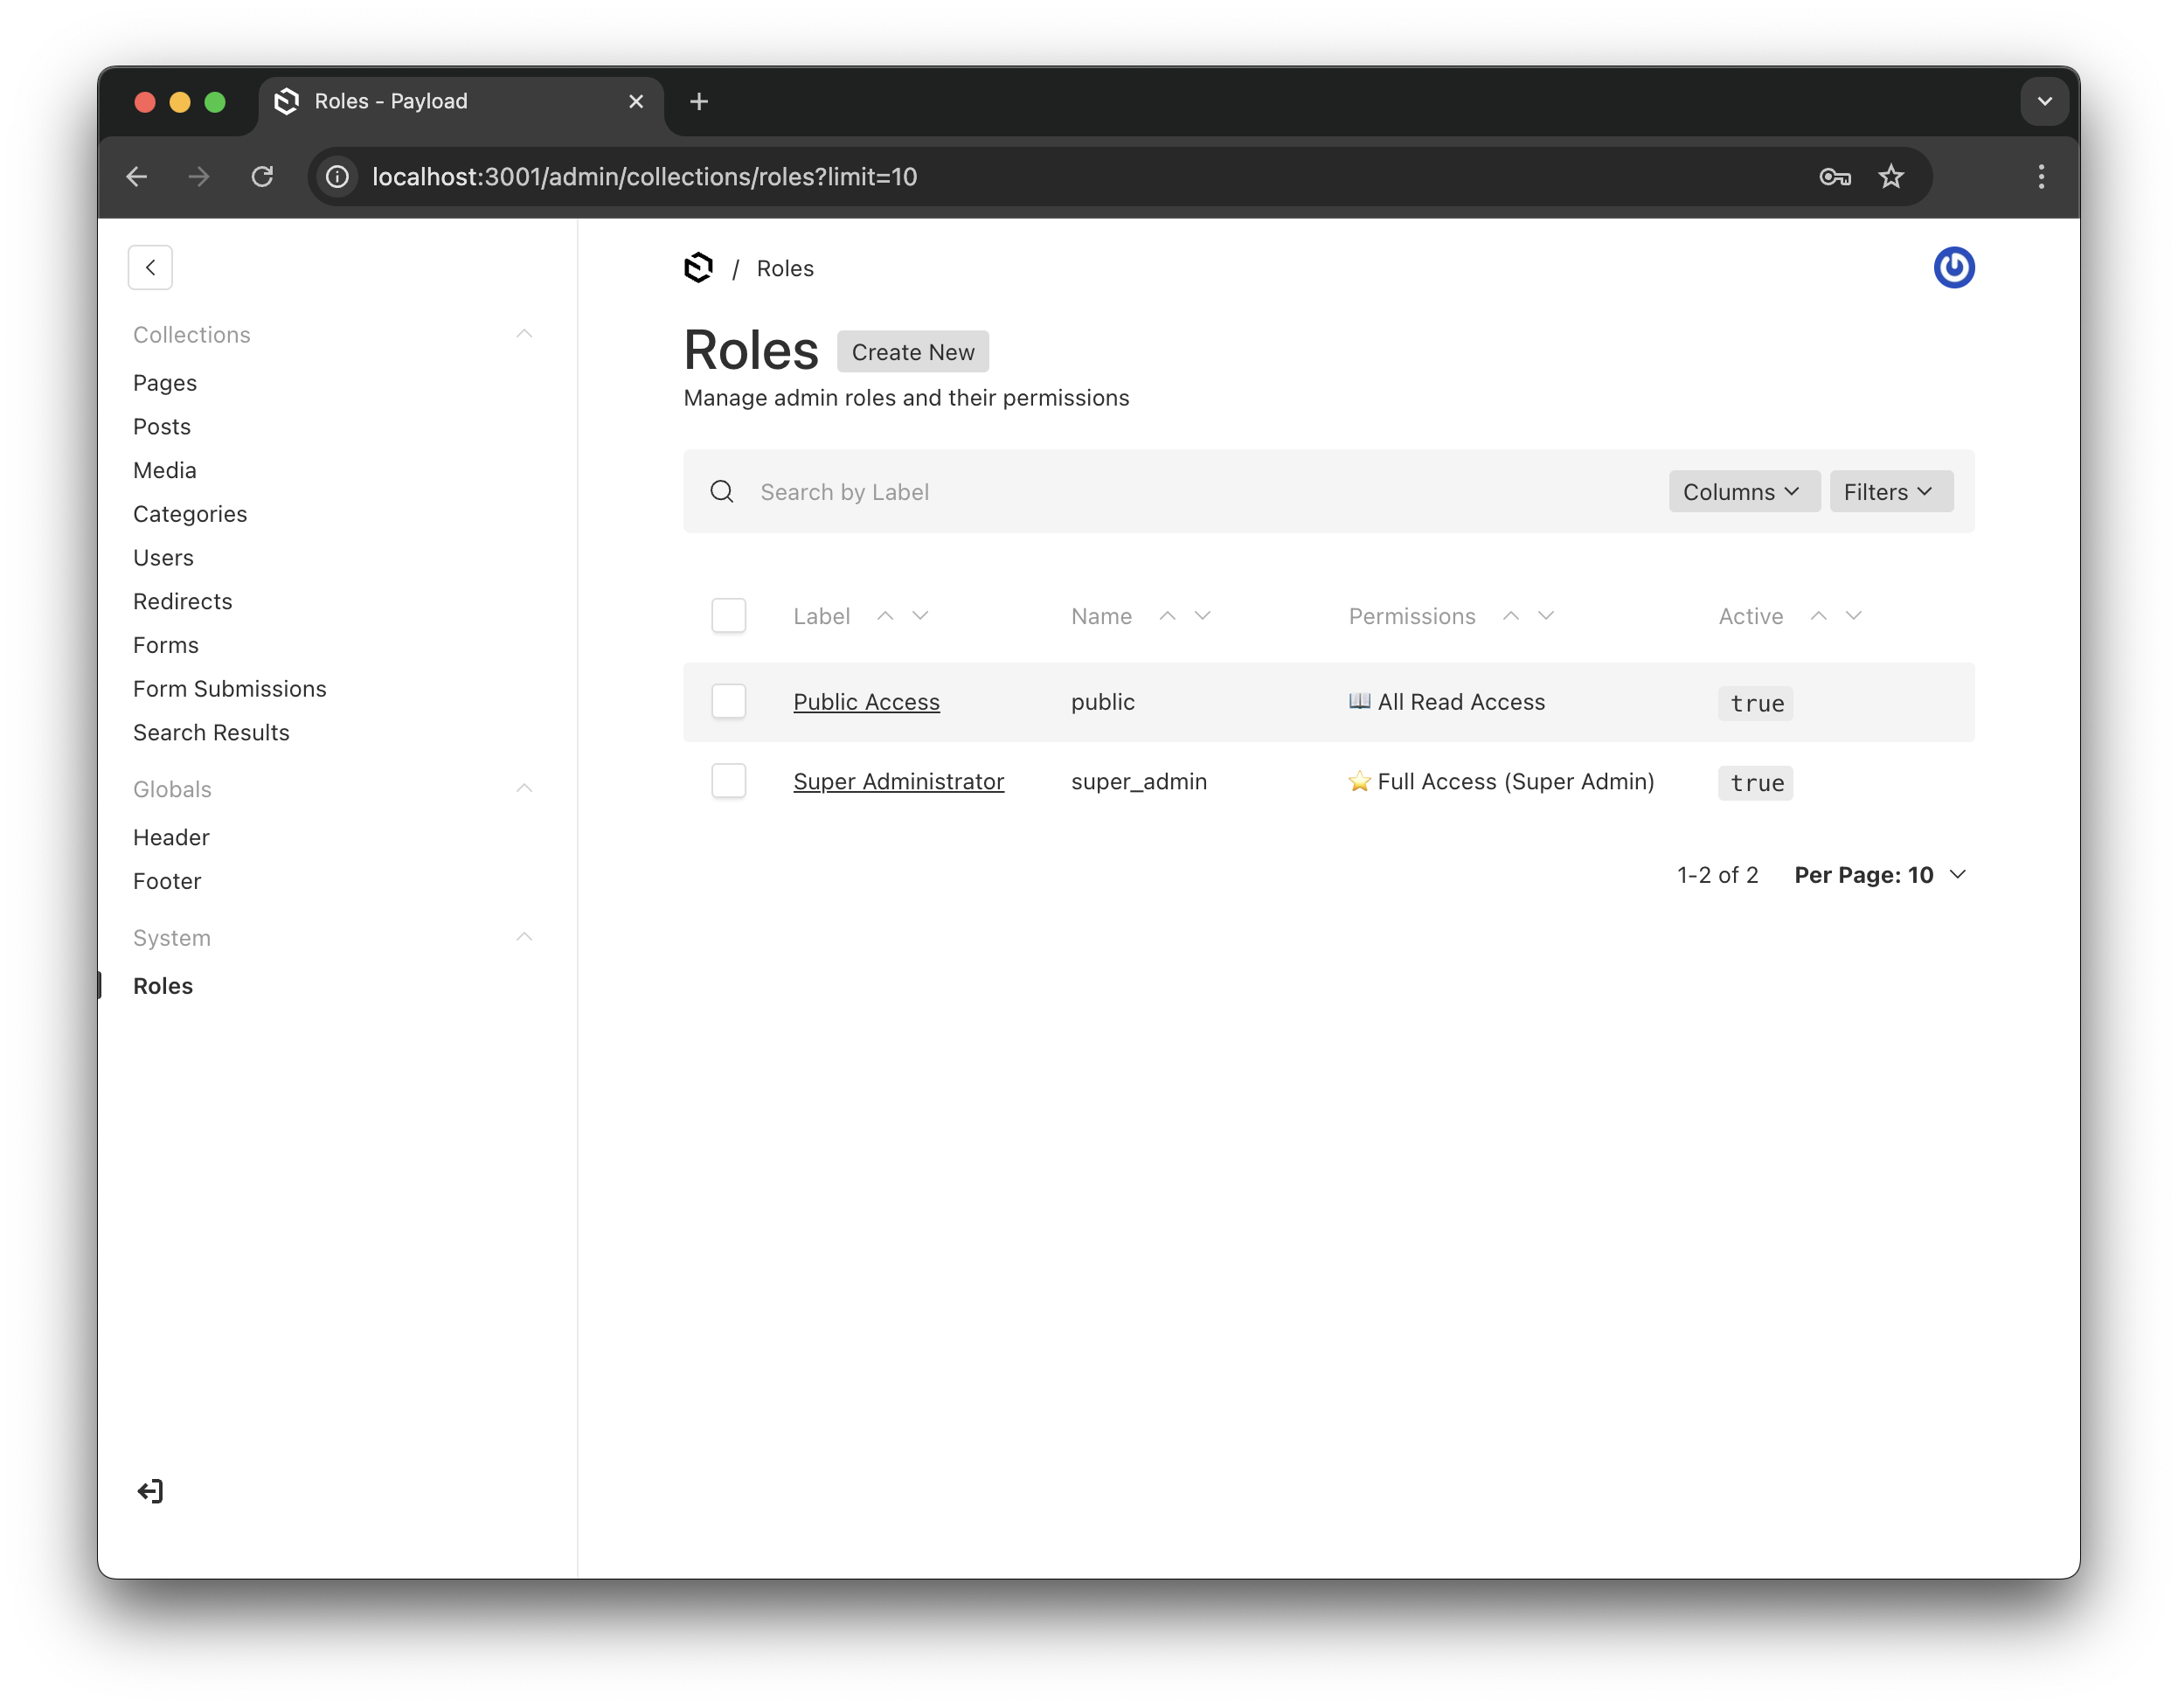 Roles - Payload
localhost:3001/admin/collections/roles?limit=10
/ Roles
Collections
Pages
Posts
Media
Categories
Users
Redirects
Forms
Form Submissions
Search Results
Globals
Header
Footer
System
Roles
Roles Create New
Manage admin roles and their permissions
Search by Label Columns Filters
Label Name Permissions Active
Public Access public 📖 All Read Access true
Super Administrator super_admin ⭐ Full Access (Super Admin) true
1-2 of 2 Per Page: 10